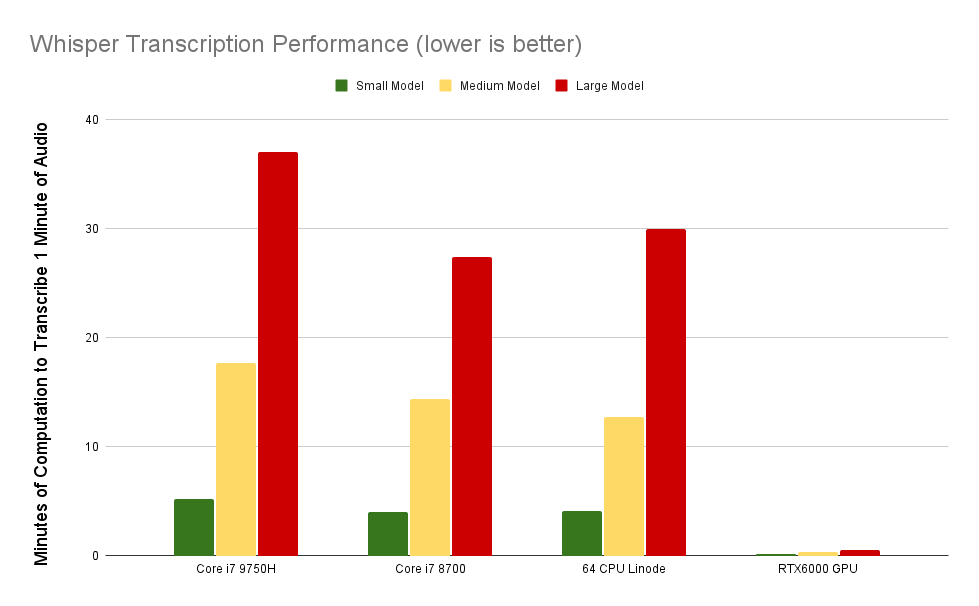 Whisper Transcription Performance (lower is better)
Small Model
Medium Model
Large Model
Minutes of Computation to Transcribe 1 Minute of Audio
40
30
20
10
0
Core i7 9750H
Core i7 8700
64 CPU Linode
RTX6000 GPU